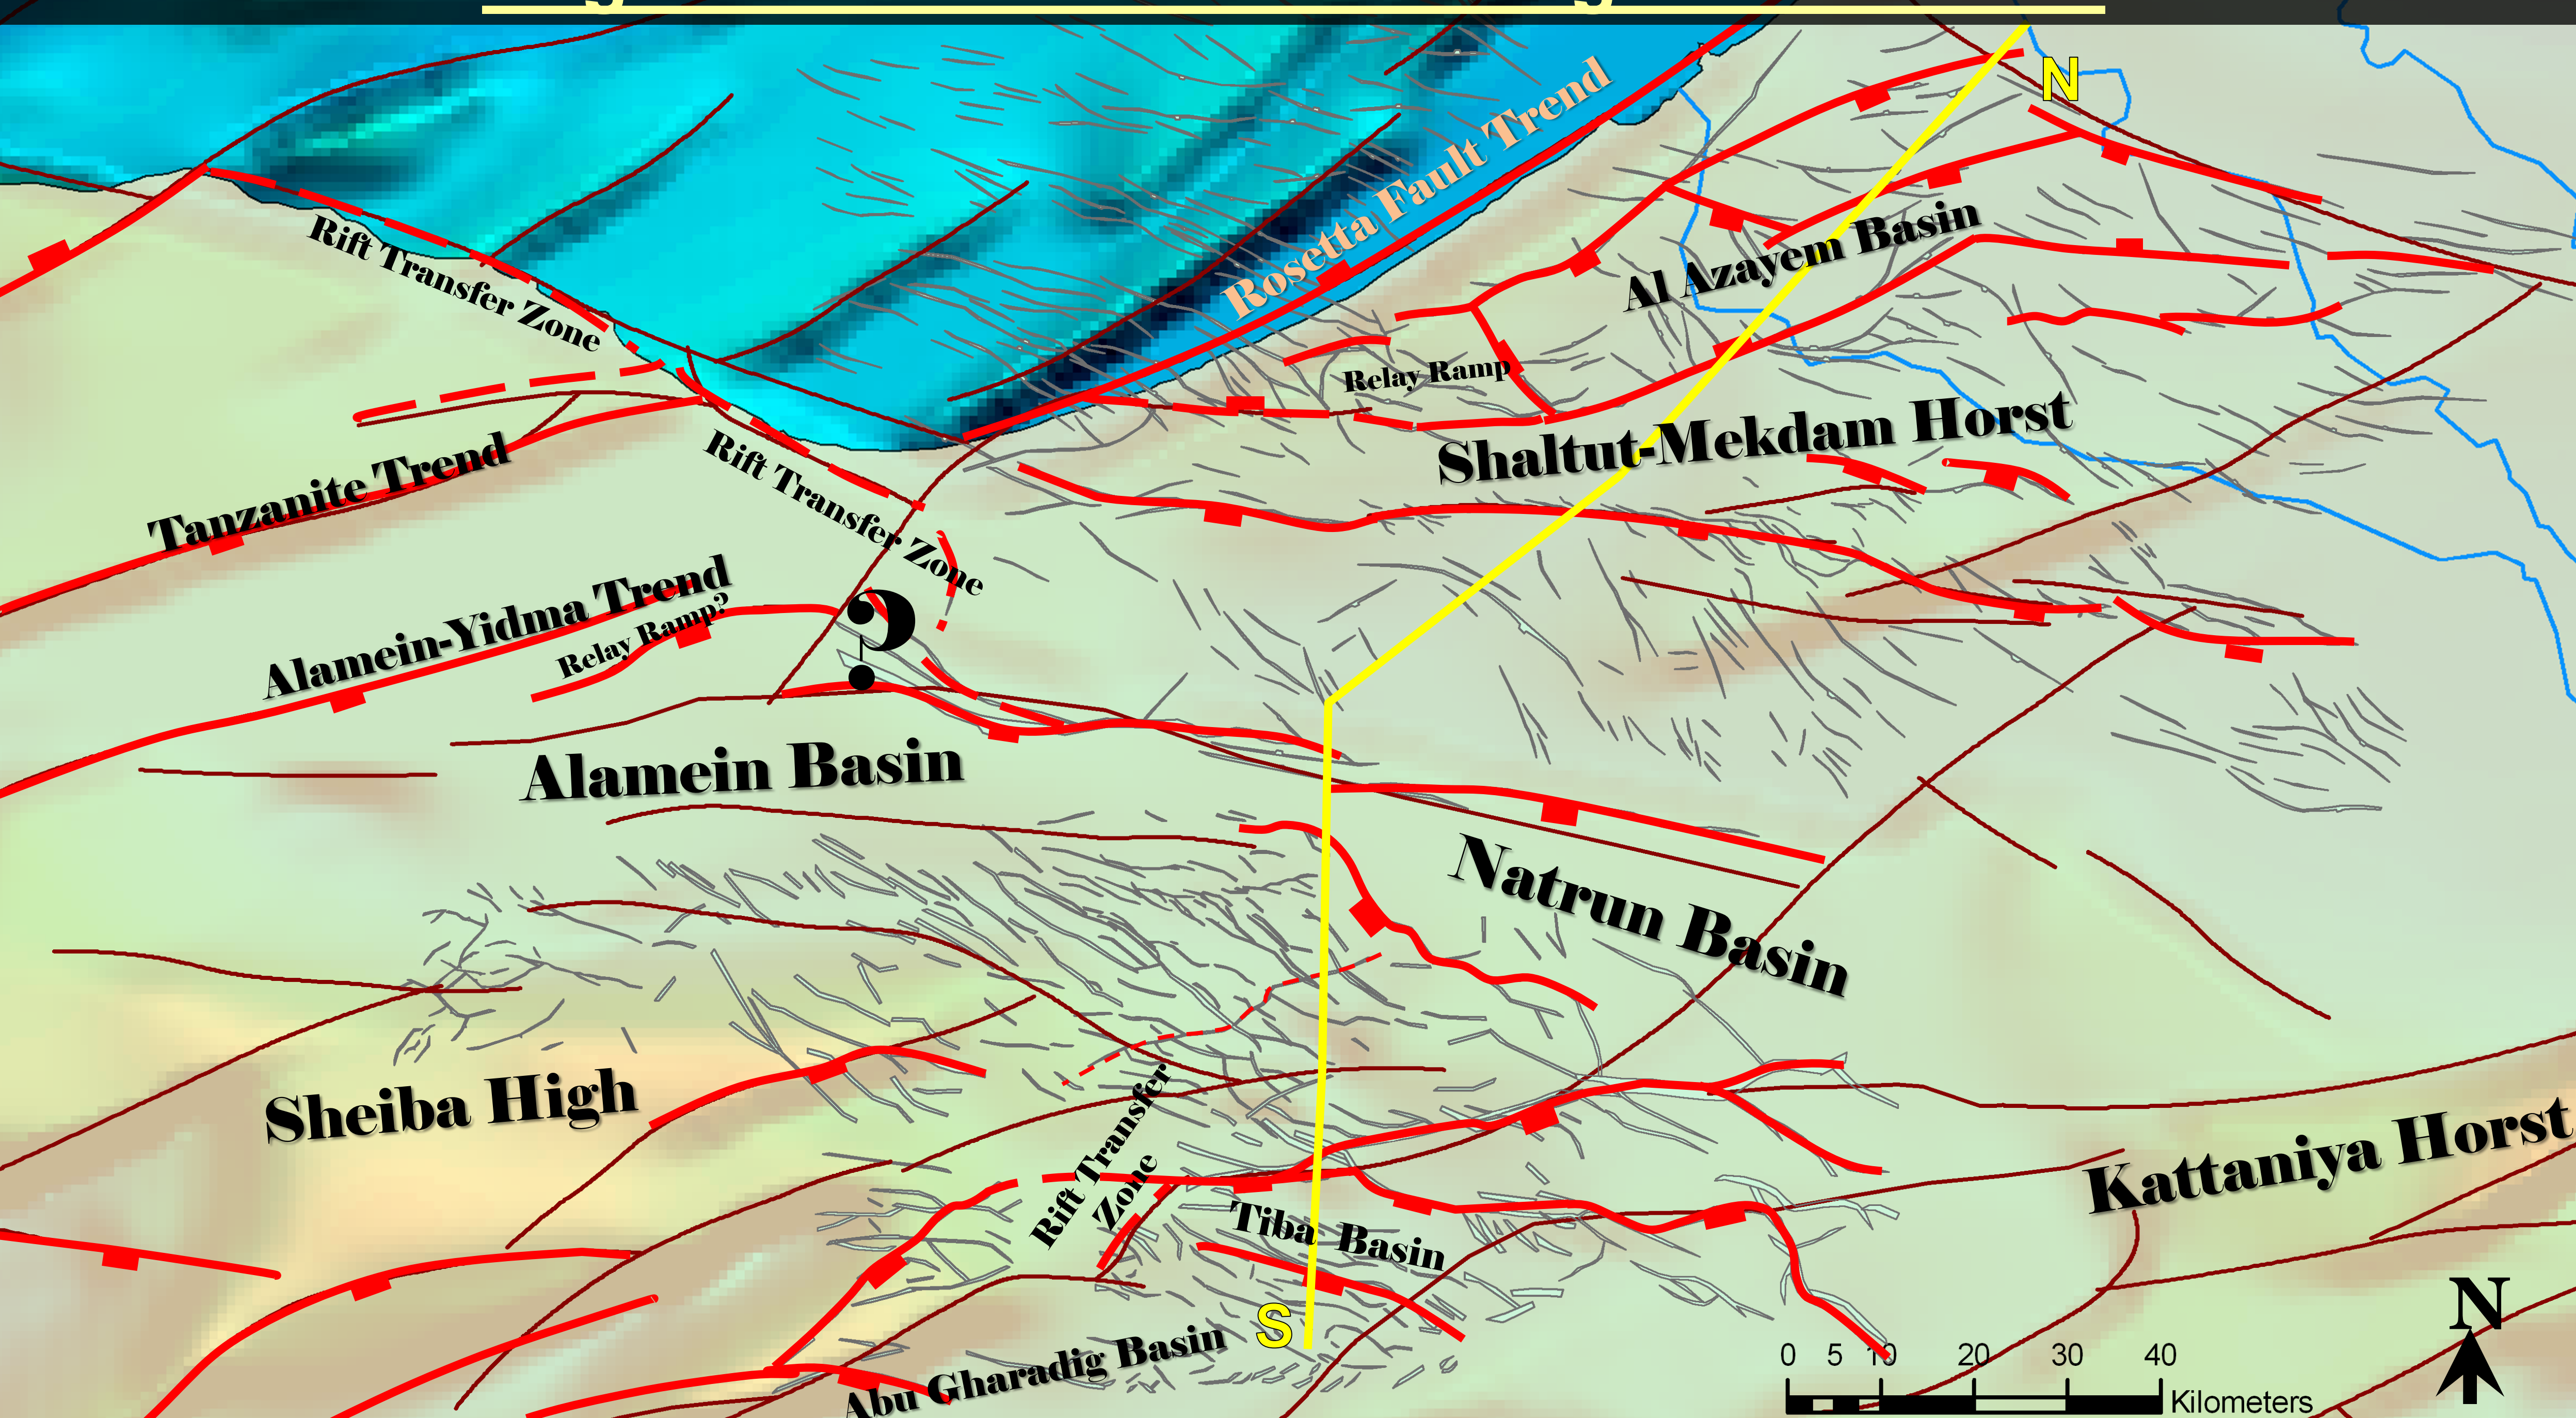 N
Rosetta Fault Trend
Rift Transfer Zone
Al Azayem Basin
Relay Ramp
Shaltut-Mekdam Horst
Tanzanite Trend
Rift Transfer Zone
Alamein-Yidma Trend
Relay Ramp?
?
Alamein Basin
Natrun Basin
Sheiba High
Rift Transfer
Zone
Kattaniya Horst
Tiba Basin
S
Abu Gharadig Basin
N
0 5 10 20 30 40
Kilometers